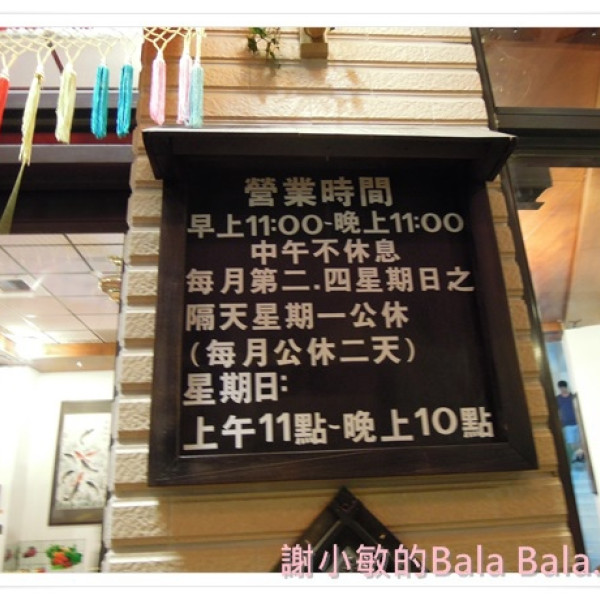 營業時間
早上11:00~晚上11:00
中午不休息
每月第二.四星期日之
隔天星期一公休
(每月公休二天)
星期日:
上午11點~晚上10點
謝小敏的Bala Bala.